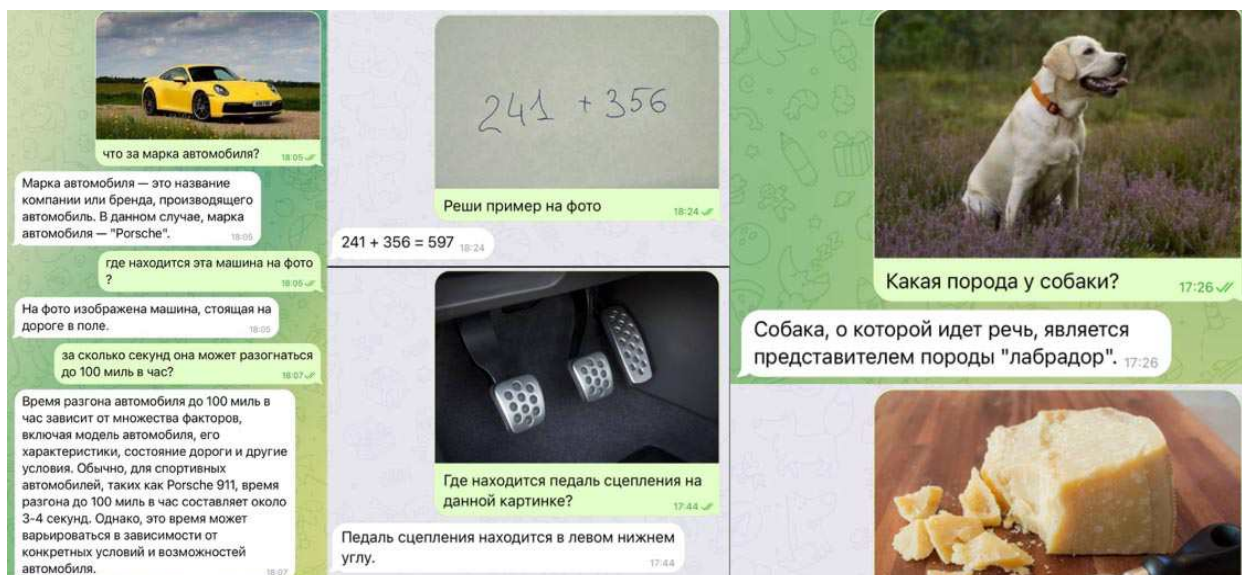 что за марка автомобиля?
18:05
Марка автомобиля — это название
компании или бренда, производящего
автомобиль. В данном случае, марка
автомобиля — "Porsche".
18:05
где находится эта машина на фото
?
18:05
На фото изображена машина, стоящая на
дороге в поле.
18:05
за сколько секунд она может разогнаться
до 100 миль в час?
18:07
Время разгона автомобиля до 100 миль в
час зависит от множества факторов,
включая модель автомобиля, его
характеристики, состояние дороги и другие
условия. Обычно, для спортивных
автомобилей, таких как Porsche 911, время
разгона до 100 миль в час составляет около
3-4 секунд. Однако, это время может
варьироваться в зависимости от
конкретных условий и возможностей
автомобиля.
18:07
241 + 356
Реши пример на фото
18:24
241 + 356 = 597 18:24
Где находится педаль сцепления на
данной картинке?
17:44
Педаль сцепления находится в левом нижнем
углу.
17:44
Какая порода у собаки?
17:26
Собака, о которой идет речь, является
представителем породы "лабрадор". 17:26